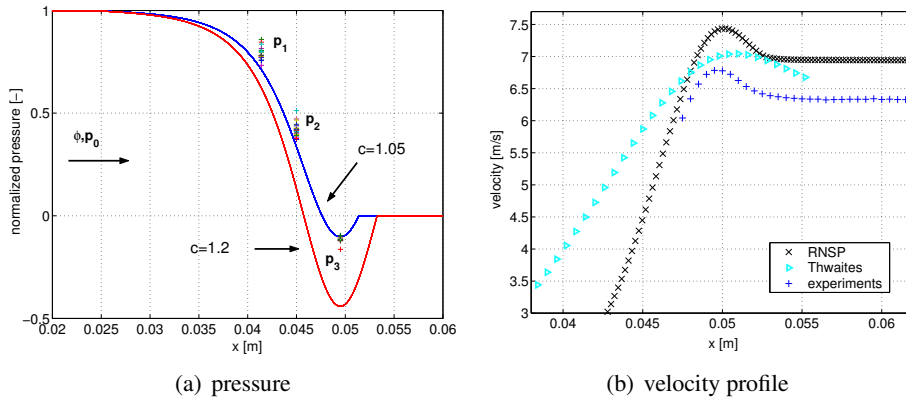 1
0.5
0
−0.5
0.02 0.025 0.03 0.035 0.04 0.045 0.05 0.055 0.06
x [m]
normalized pressure [−]
ϕ,p0
p1
p2
c=1.05
c=1.2
p3
(a) pressure
7.5
7
6.5
6
5.5
5
4.5
4
3.5
3
0.04 0.045 0.05 0.055 0.06
x [m]
velocity [m/s]
RNSP
Thwaites
experiments
(b) velocity profile